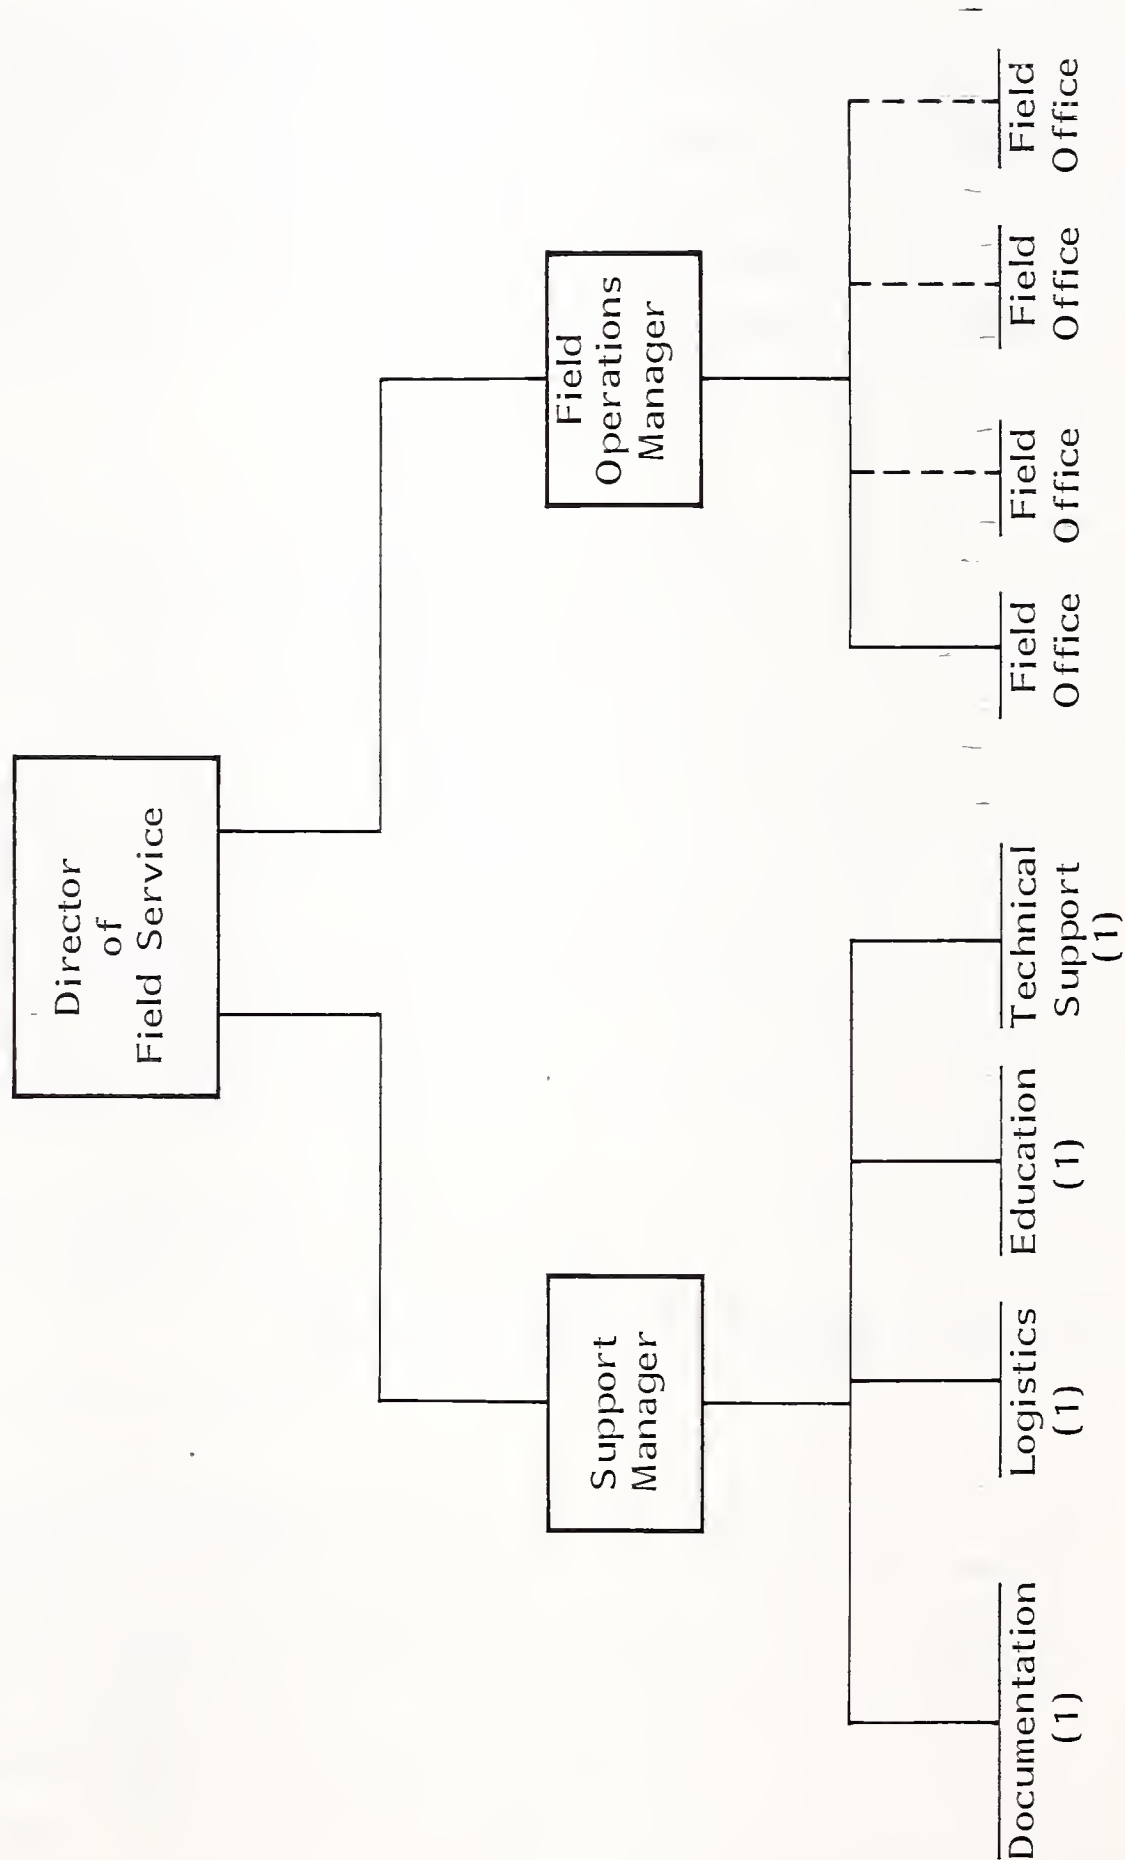 Director
of
Field Service
Support
Manager
Field
Operations
Manager
Documentation
(1)
Logistics
(1)
Education
(1)
Technical
Support
(1)
Field
Office
Field
Office
Field
Office
Field
Office